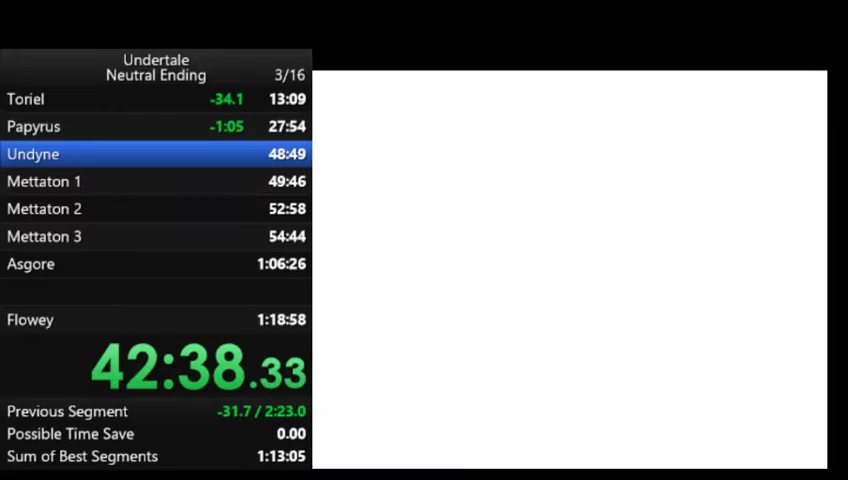 Undertale
Neutral Ending 3/16
Toriel -34.1 13:09
Papyrus -1:05 27:54
Undyne 48:49
Mettaton 1 49:46
Mettaton 2 52:58
Mettaton 3 54:44
Asgore 1:06:26
Flowey 1:18:58
42:38.33
Previous Segment -31.7 / 2:23.0
Possible Time Save 0.00
Sum of Best Segments 1:13:05